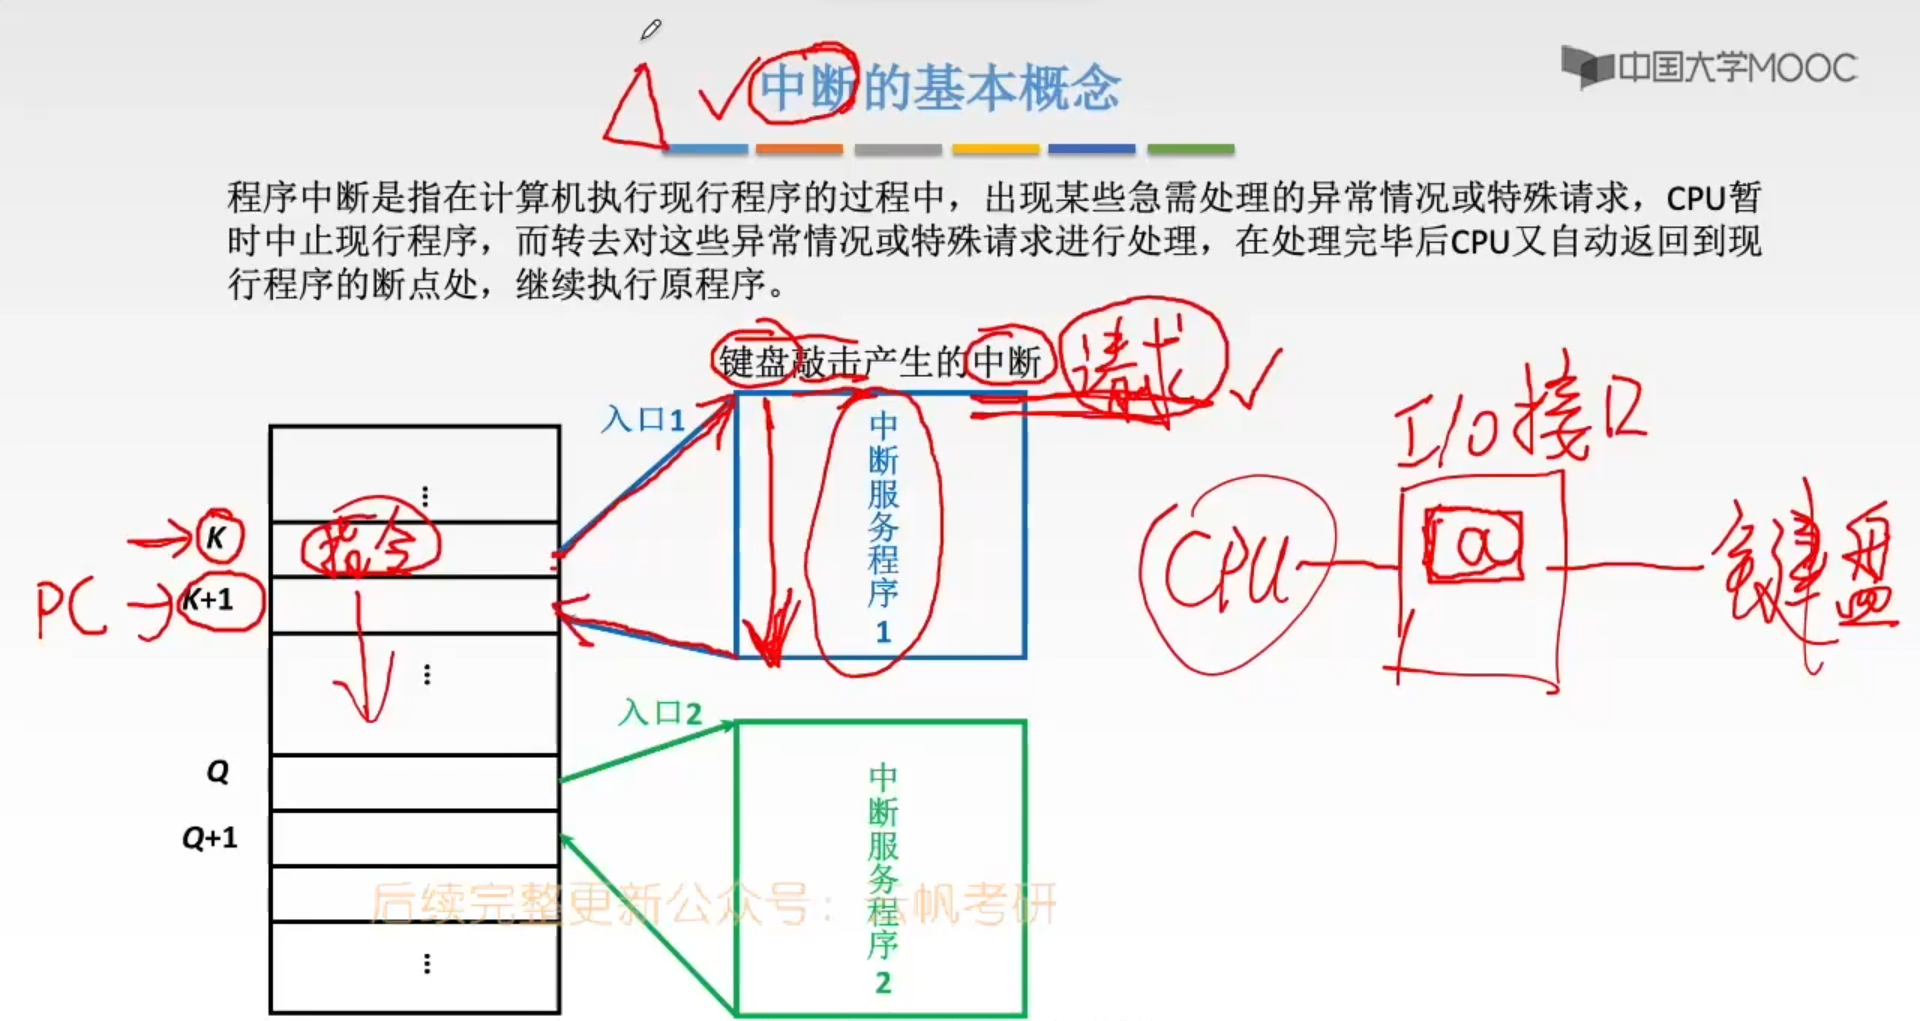 中断的基本概念
中国大学MOOC
程序中断是指在计算机执行现行程序的过程中，出现某些急需处理的异常情况或特殊请求，CPU暂
时中止现行程序，而转去对这些异常情况或特殊请求进行处理，在处理完毕后CPU又自动返回到现
行程序的断点处，继续执行原程序。
键盘敲击产生的中断 请求
入口1
中断服务程序1
I/O接口
CPU
a
键盘
⋮
K
指令
PC
K+1
⋮
入口2
Q
中断服务程序2
Q+1
后续完整更新公众号：云帆考研
⋮